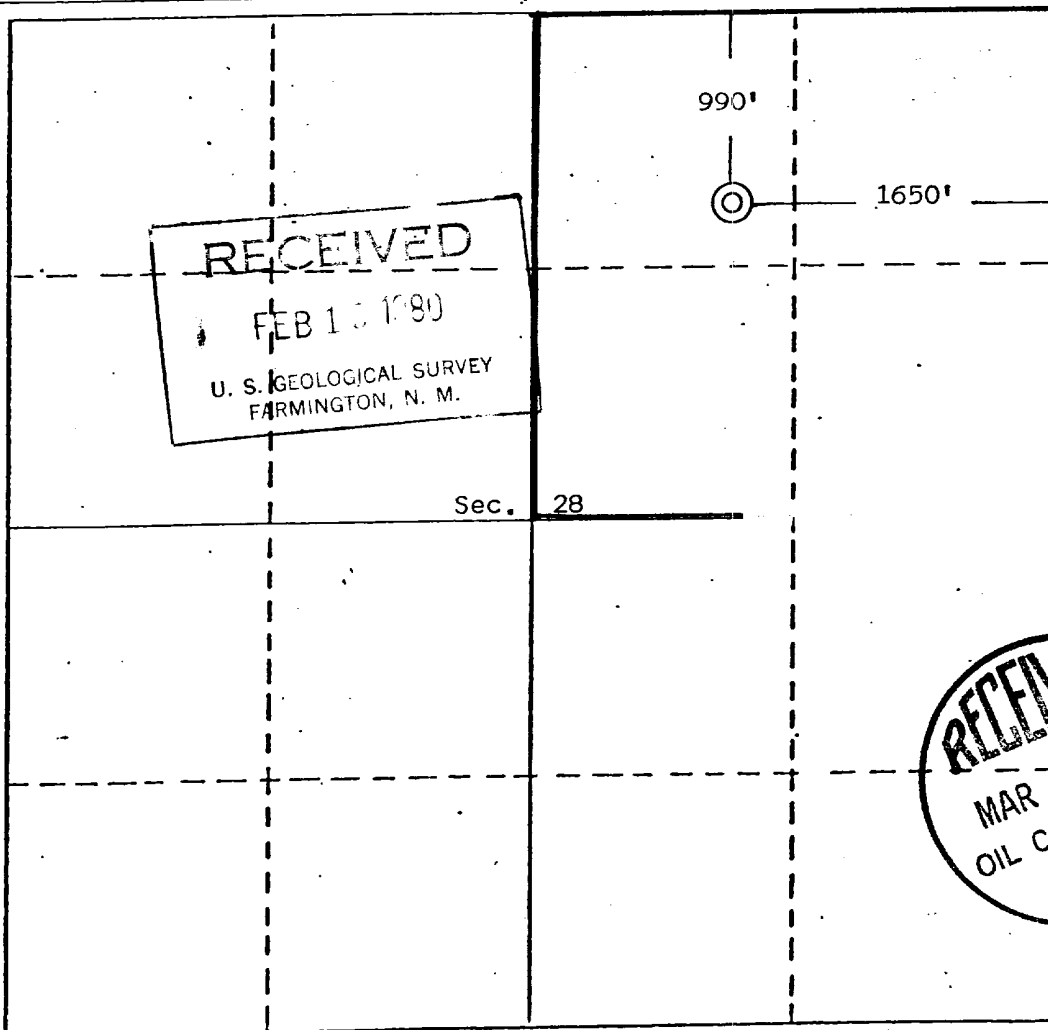 990'
1650'
RECEIVED
FEB 1 1980
U. S. GEOLOGICAL SURVEY
FARMINGTON, N. M.
Sec. 28
MAR
OIL